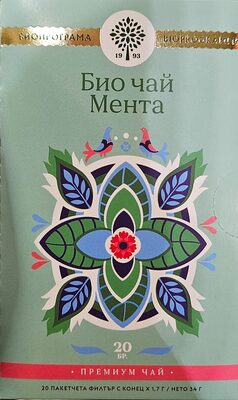 19 93
БИОПРОГРАМА
Био чай
Мента
20
БР.
• ПРЕМИУМ ЧАЙ •
20 ПАКЕТЧЕТА ФИЛТЪР С КОНЕЦ X 1,7 Г / НЕТО 34 Г